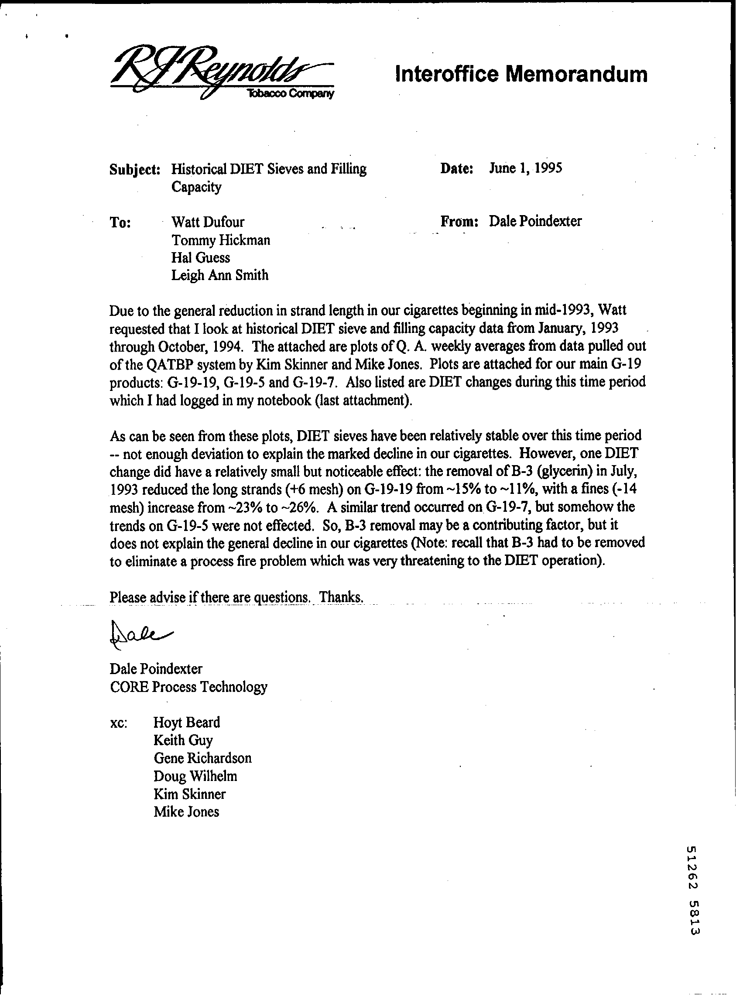 RJReynolds
Tobacco Company
Interoffice Memorandum
Subject: Historical DIET Sieves and Filling Capacity
Date: June 1, 1995
To: Watt Dufour
Tommy Hickman
Hal Guess
Leigh Ann Smith
From: Dale Poindexter
Due to the general reduction in strand length in our cigarettes beginning in mid-1993, Watt
requested that I look at historical DIET sieve and filling capacity data from January, 1993
through October, 1994. The attached are plots of Q. A. weekly averages from data pulled out
of the QATBP system by Kim Skinner and Mike Jones. Plots are attached for our main G-19
products: G-19-19, G-19-5 and G-19-7. Also listed are DIET changes during this time period
which I had logged in my notebook (last attachment).
As can be seen from these plots, DIET sieves have been relatively stable over this time period
-- not enough deviation to explain the marked decline in our cigarettes. However, one DIET
change did have a relatively small but noticeable effect: the removal of B-3 (glycerin) in July,
1993 reduced the long strands (+6 mesh) on G-19-19 from ~15% to ~11%, with a fines (-14
mesh) increase from ~23% to ~26%. A similar trend occurred on G-19-7, but somehow the
trends on G-19-5 were not effected. So, B-3 removal may be a contributing factor, but it
does not explain the general decline in our cigarettes (Note: recall that B-3 had to be removed
to eliminate a process fire problem which was very threatening to the DIET operation).
Please advise if there are questions. Thanks.
Dale
Dale Poindexter
CORE Process Technology
xc: Hoyt Beard
Keith Guy
Gene Richardson
Doug Wilhelm
Kim Skinner
Mike Jones
51262 5813